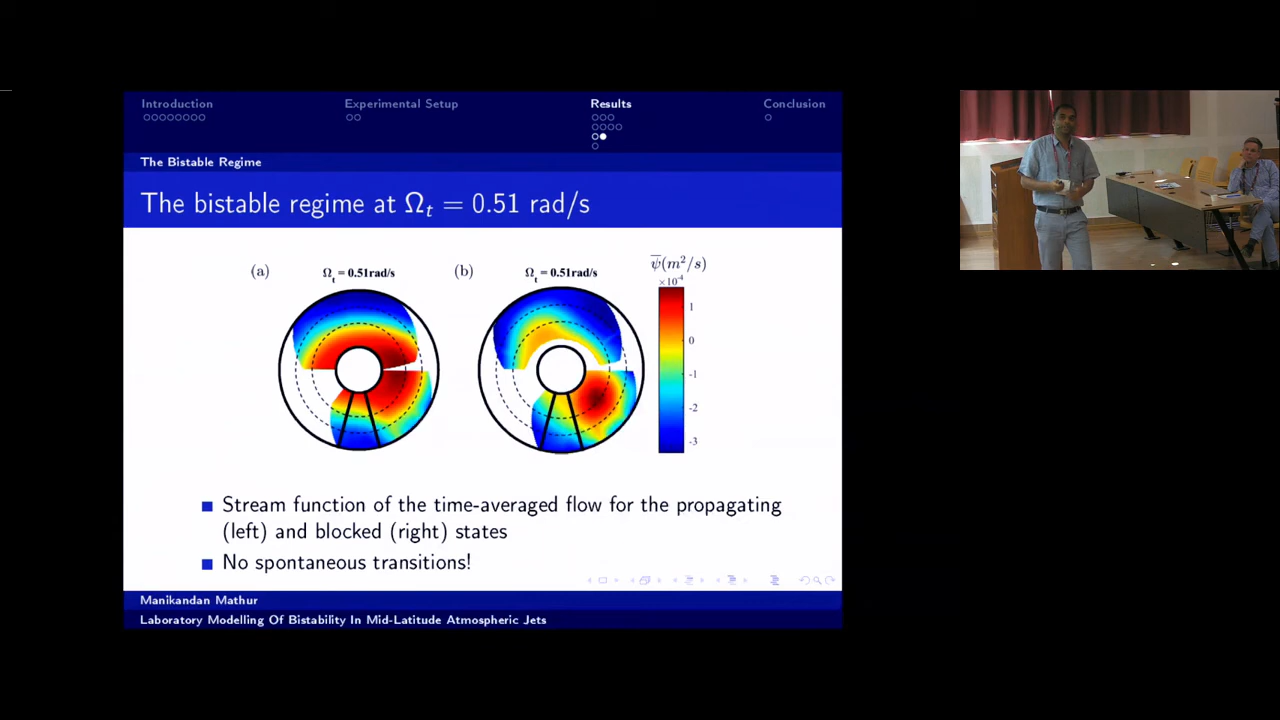 Introduction
Experimental Setup
Results
Conclusion
The Bistable Regime
The bistable regime at Ωt = 0.51 rad/s
(a)
Ωt = 0.51rad/s
(b)
Ωt = 0.51rad/s
ψ̅(m²/s)
×10⁻⁴
1
0
-1
-2
-3
Stream function of the time-averaged flow for the propagating
(left) and blocked (right) states
No spontaneous transitions!
Manikandan Mathur
Laboratory Modelling Of Bistability In Mid-Latitude Atmospheric Jets